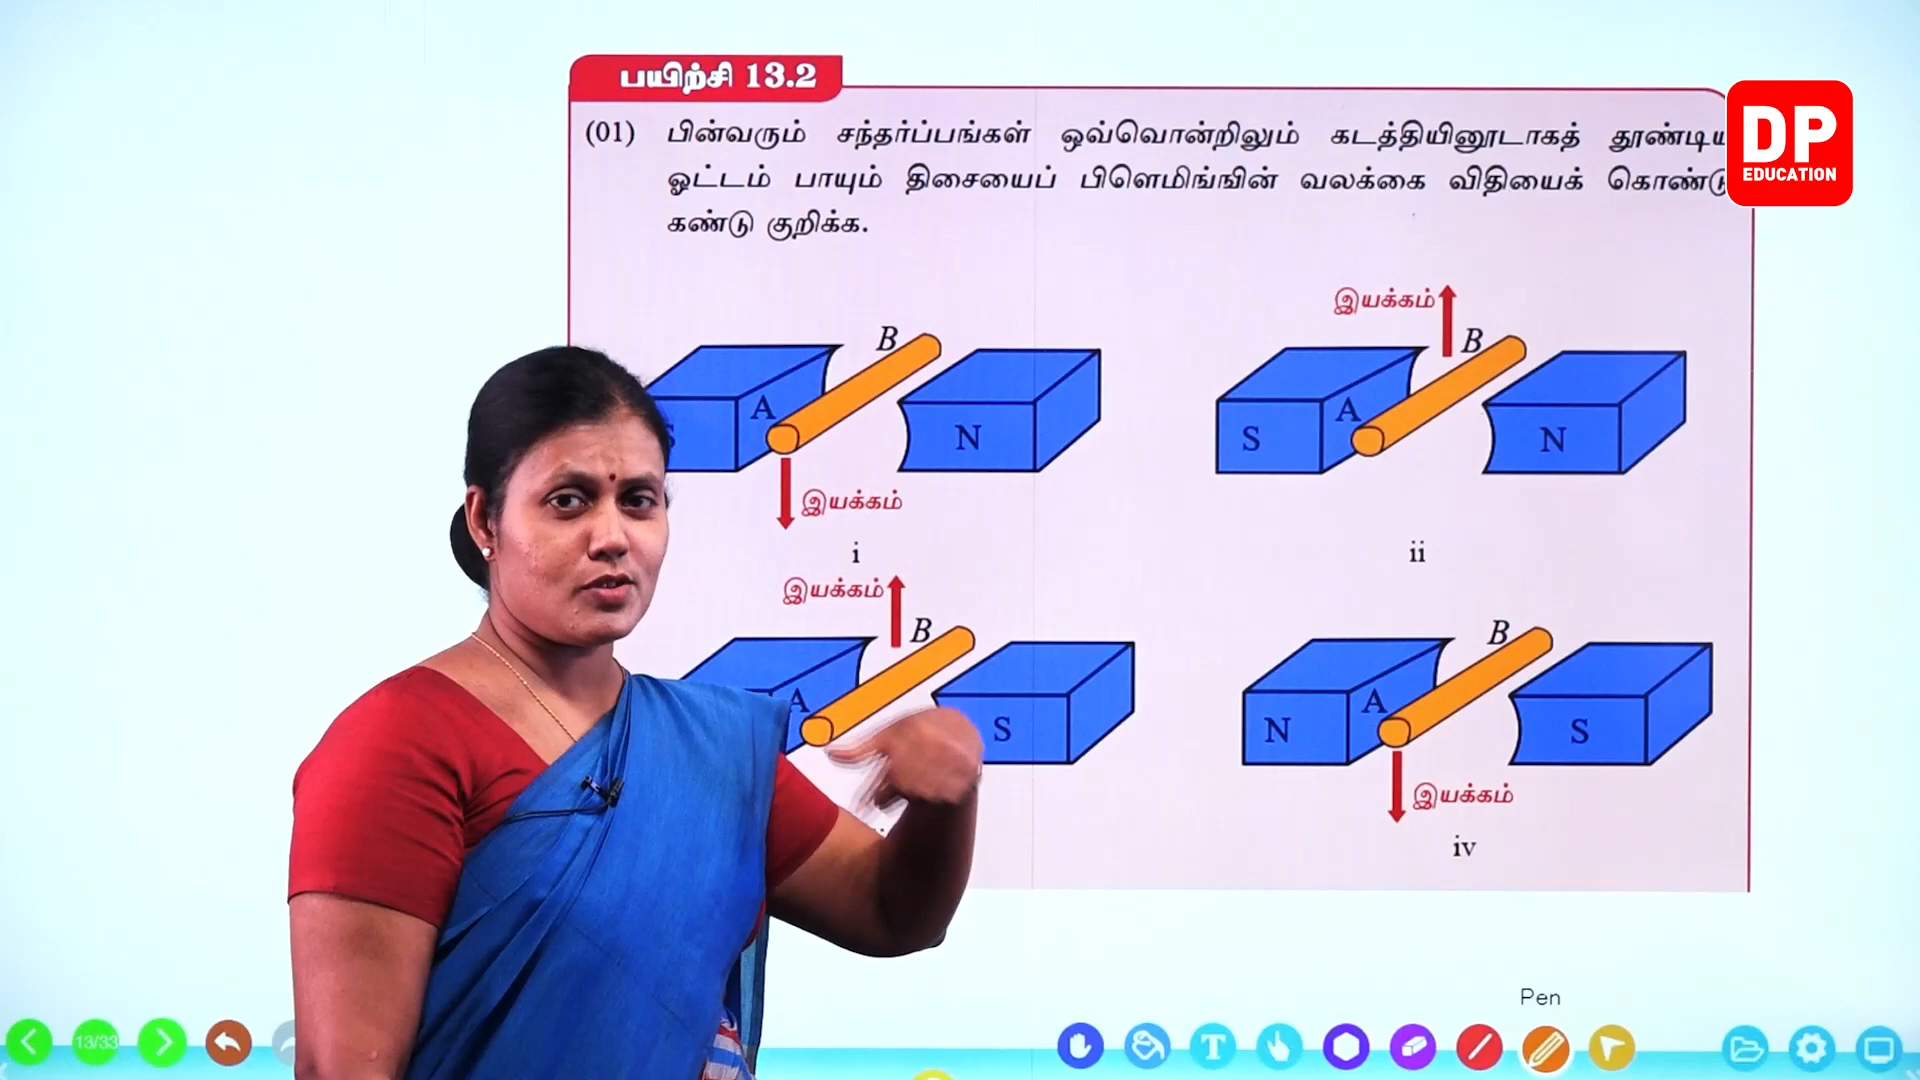 பயிற்சி 13.2
DP
EDUCATION
(01) பின்வரும் சந்தர்ப்பங்கள் ஒவ்வொன்றிலும் கடத்தியினூடாகத் தூண்டிய
ஓட்டம் பாயும் திசையைப் பிளெமிங்ஙின் வலக்கை விதியைக் கொண்டு
கண்டு குறிக்க.
இயக்கம்
B
B
A
A
S
N
S
N
இயக்கம்
i
ii
இயக்கம்
B
B
A
A
S
N
S
இயக்கம்
iv
Pen
13/33
T